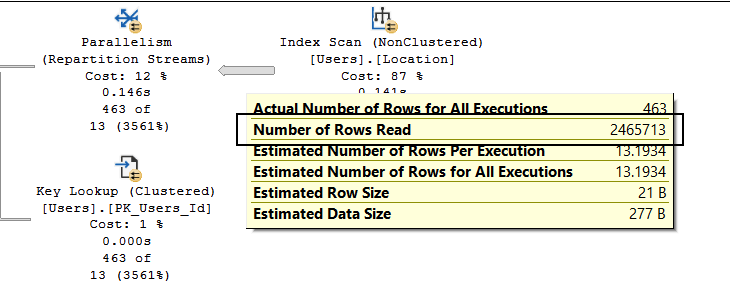 Parallelism
(Repartition Streams)
Cost: 12 %
0.146s
463 of
13 (3561%)
Index Scan (NonClustered)
[Users].[Location]
Cost: 87 %
0.141s
Actual Number of Rows for All Executions 463
Number of Rows Read 2465713
Estimated Number of Rows Per Execution 13.1934
Estimated Number of Rows for All Executions 13.1934
Estimated Row Size 21 B
Estimated Data Size 277 B
Key Lookup (Clustered)
[Users].[PK_Users_Id]
Cost: 1 %
0.000s
463 of
13 (3561%)